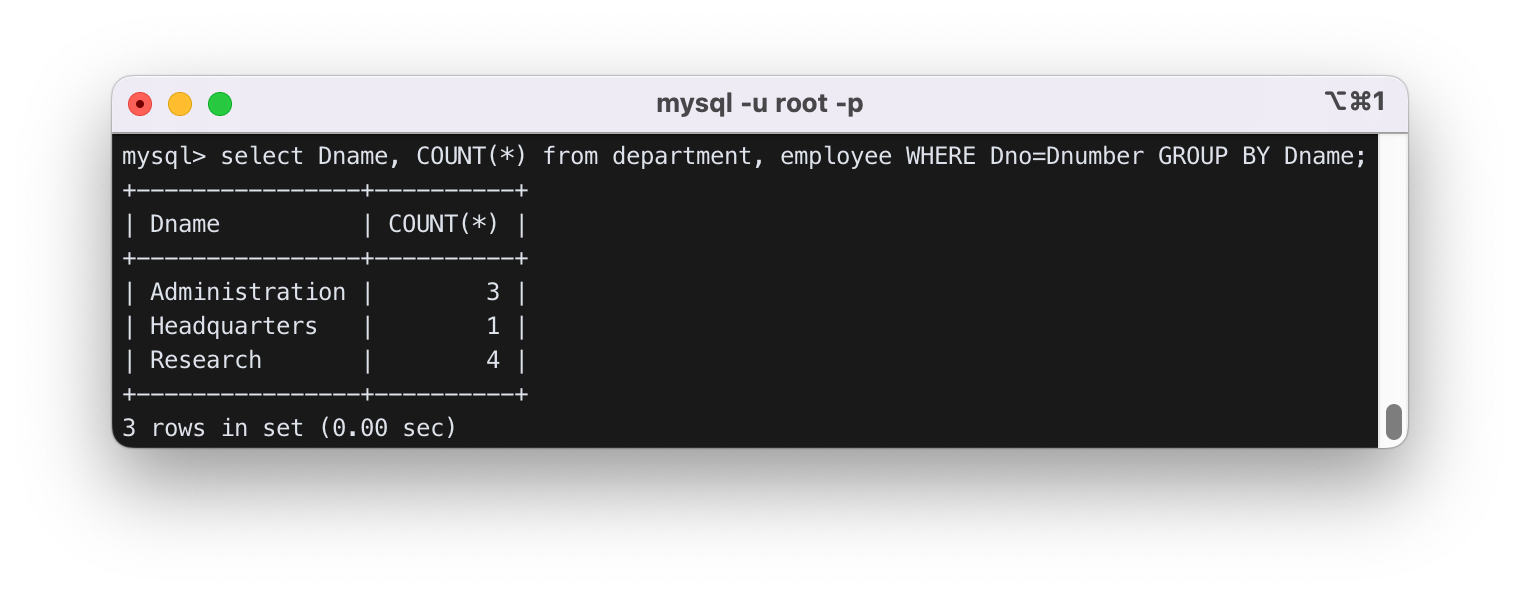 mysql -u root -p
⌥⌘1
mysql> select Dname, COUNT(*) from department, employee WHERE Dno=Dnumber GROUP BY Dname;
+----------------+----------+
| Dname          | COUNT(*) |
+----------------+----------+
| Administration |        3 |
| Headquarters   |        1 |
| Research       |        4 |
+----------------+----------+
3 rows in set (0.00 sec)